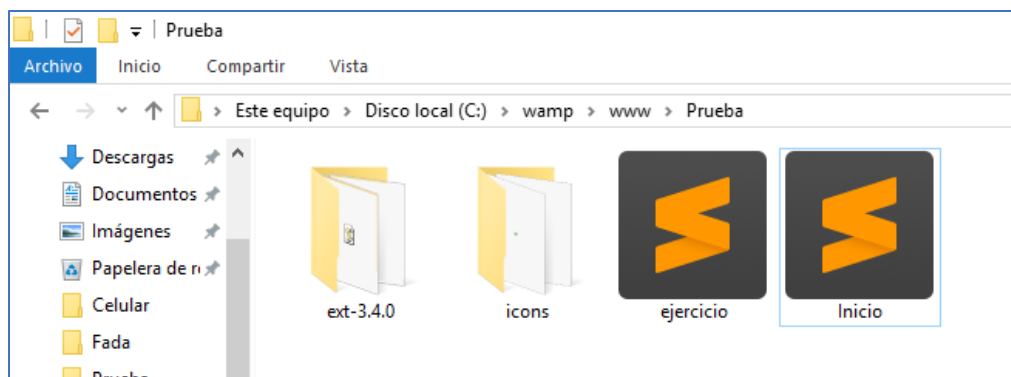 Prueba
Archivo Inicio Compartir Vista
Este equipo > Disco local (C:) > wamp > www > Prueba
Descargas
Documentos
Imágenes
Papelera de r
Celular
Fada
ext-3.4.0 icons ejercicio Inicio